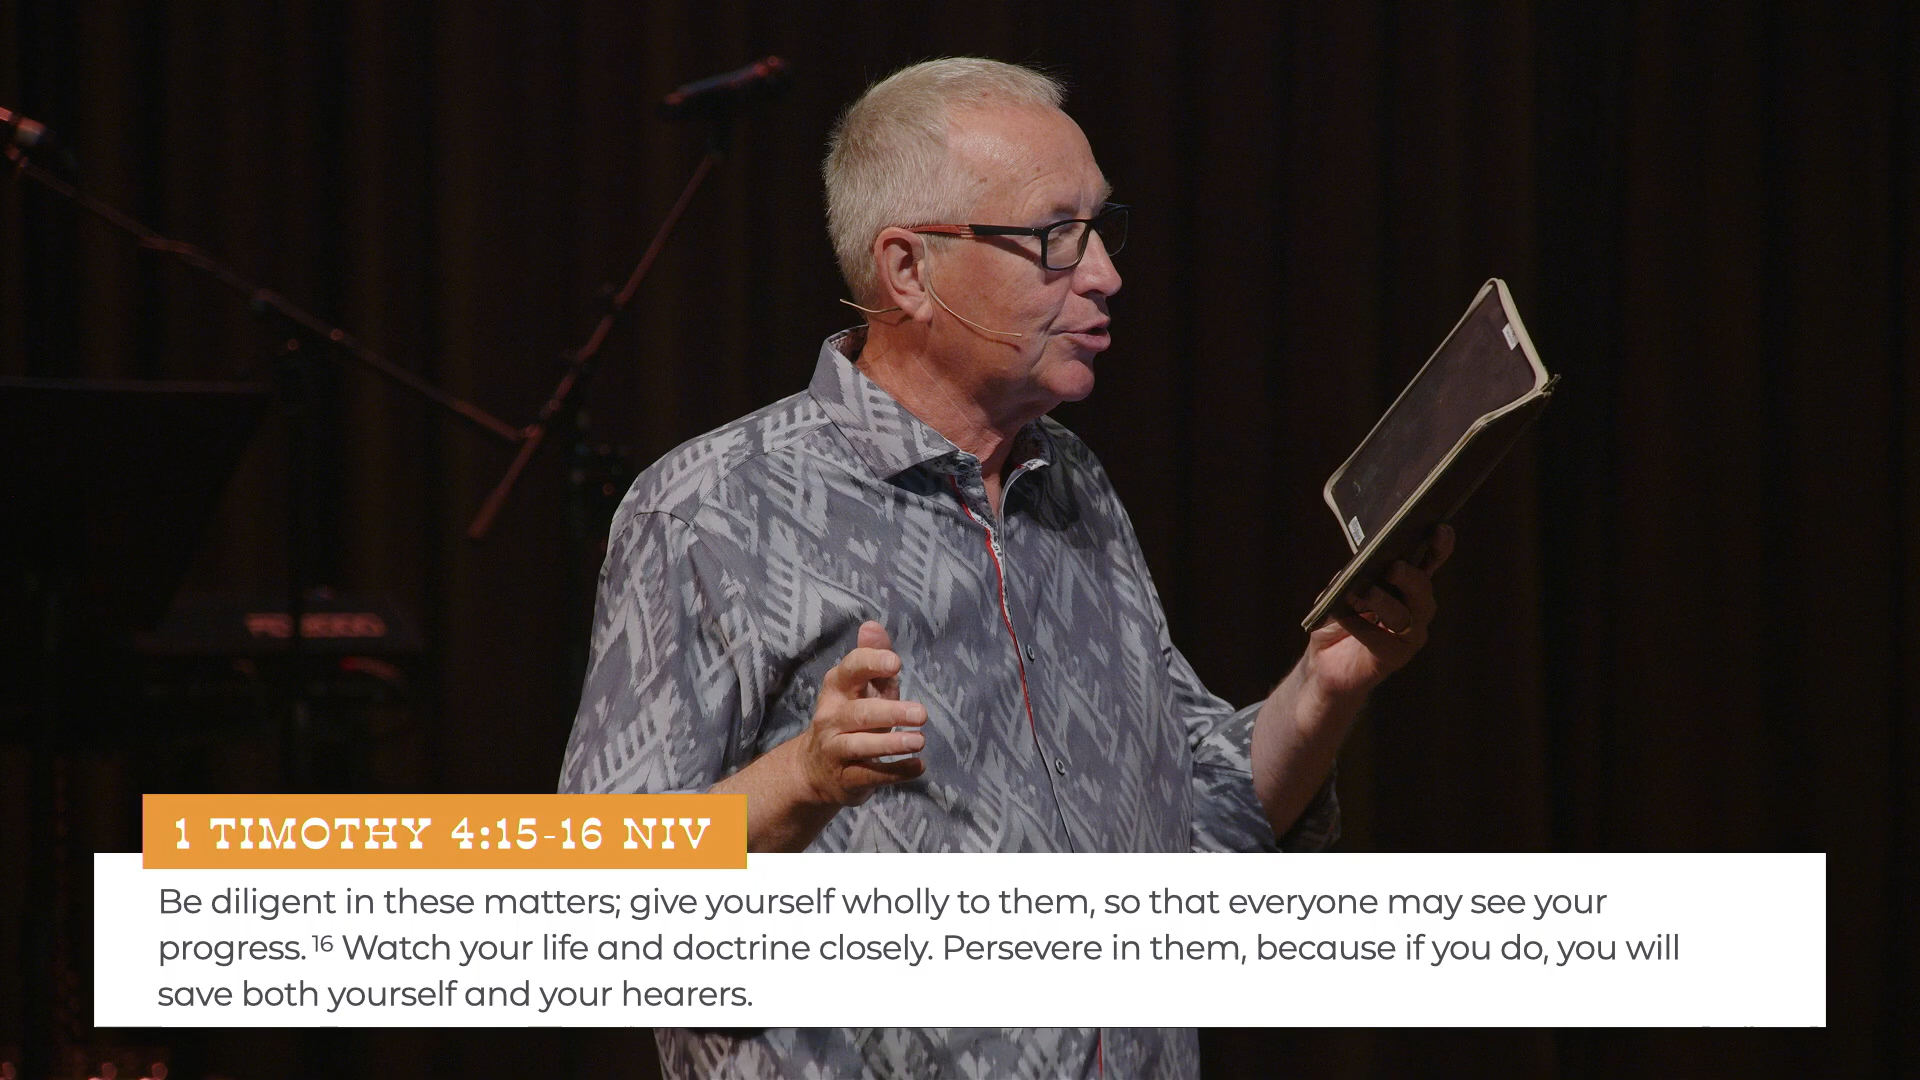 1 TIMOTHY 4:15-16 NIV
Be diligent in these matters; give yourself wholly to them, so that everyone may see your
progress. ¹⁶ Watch your life and doctrine closely. Persevere in them, because if you do, you will
save both yourself and your hearers.